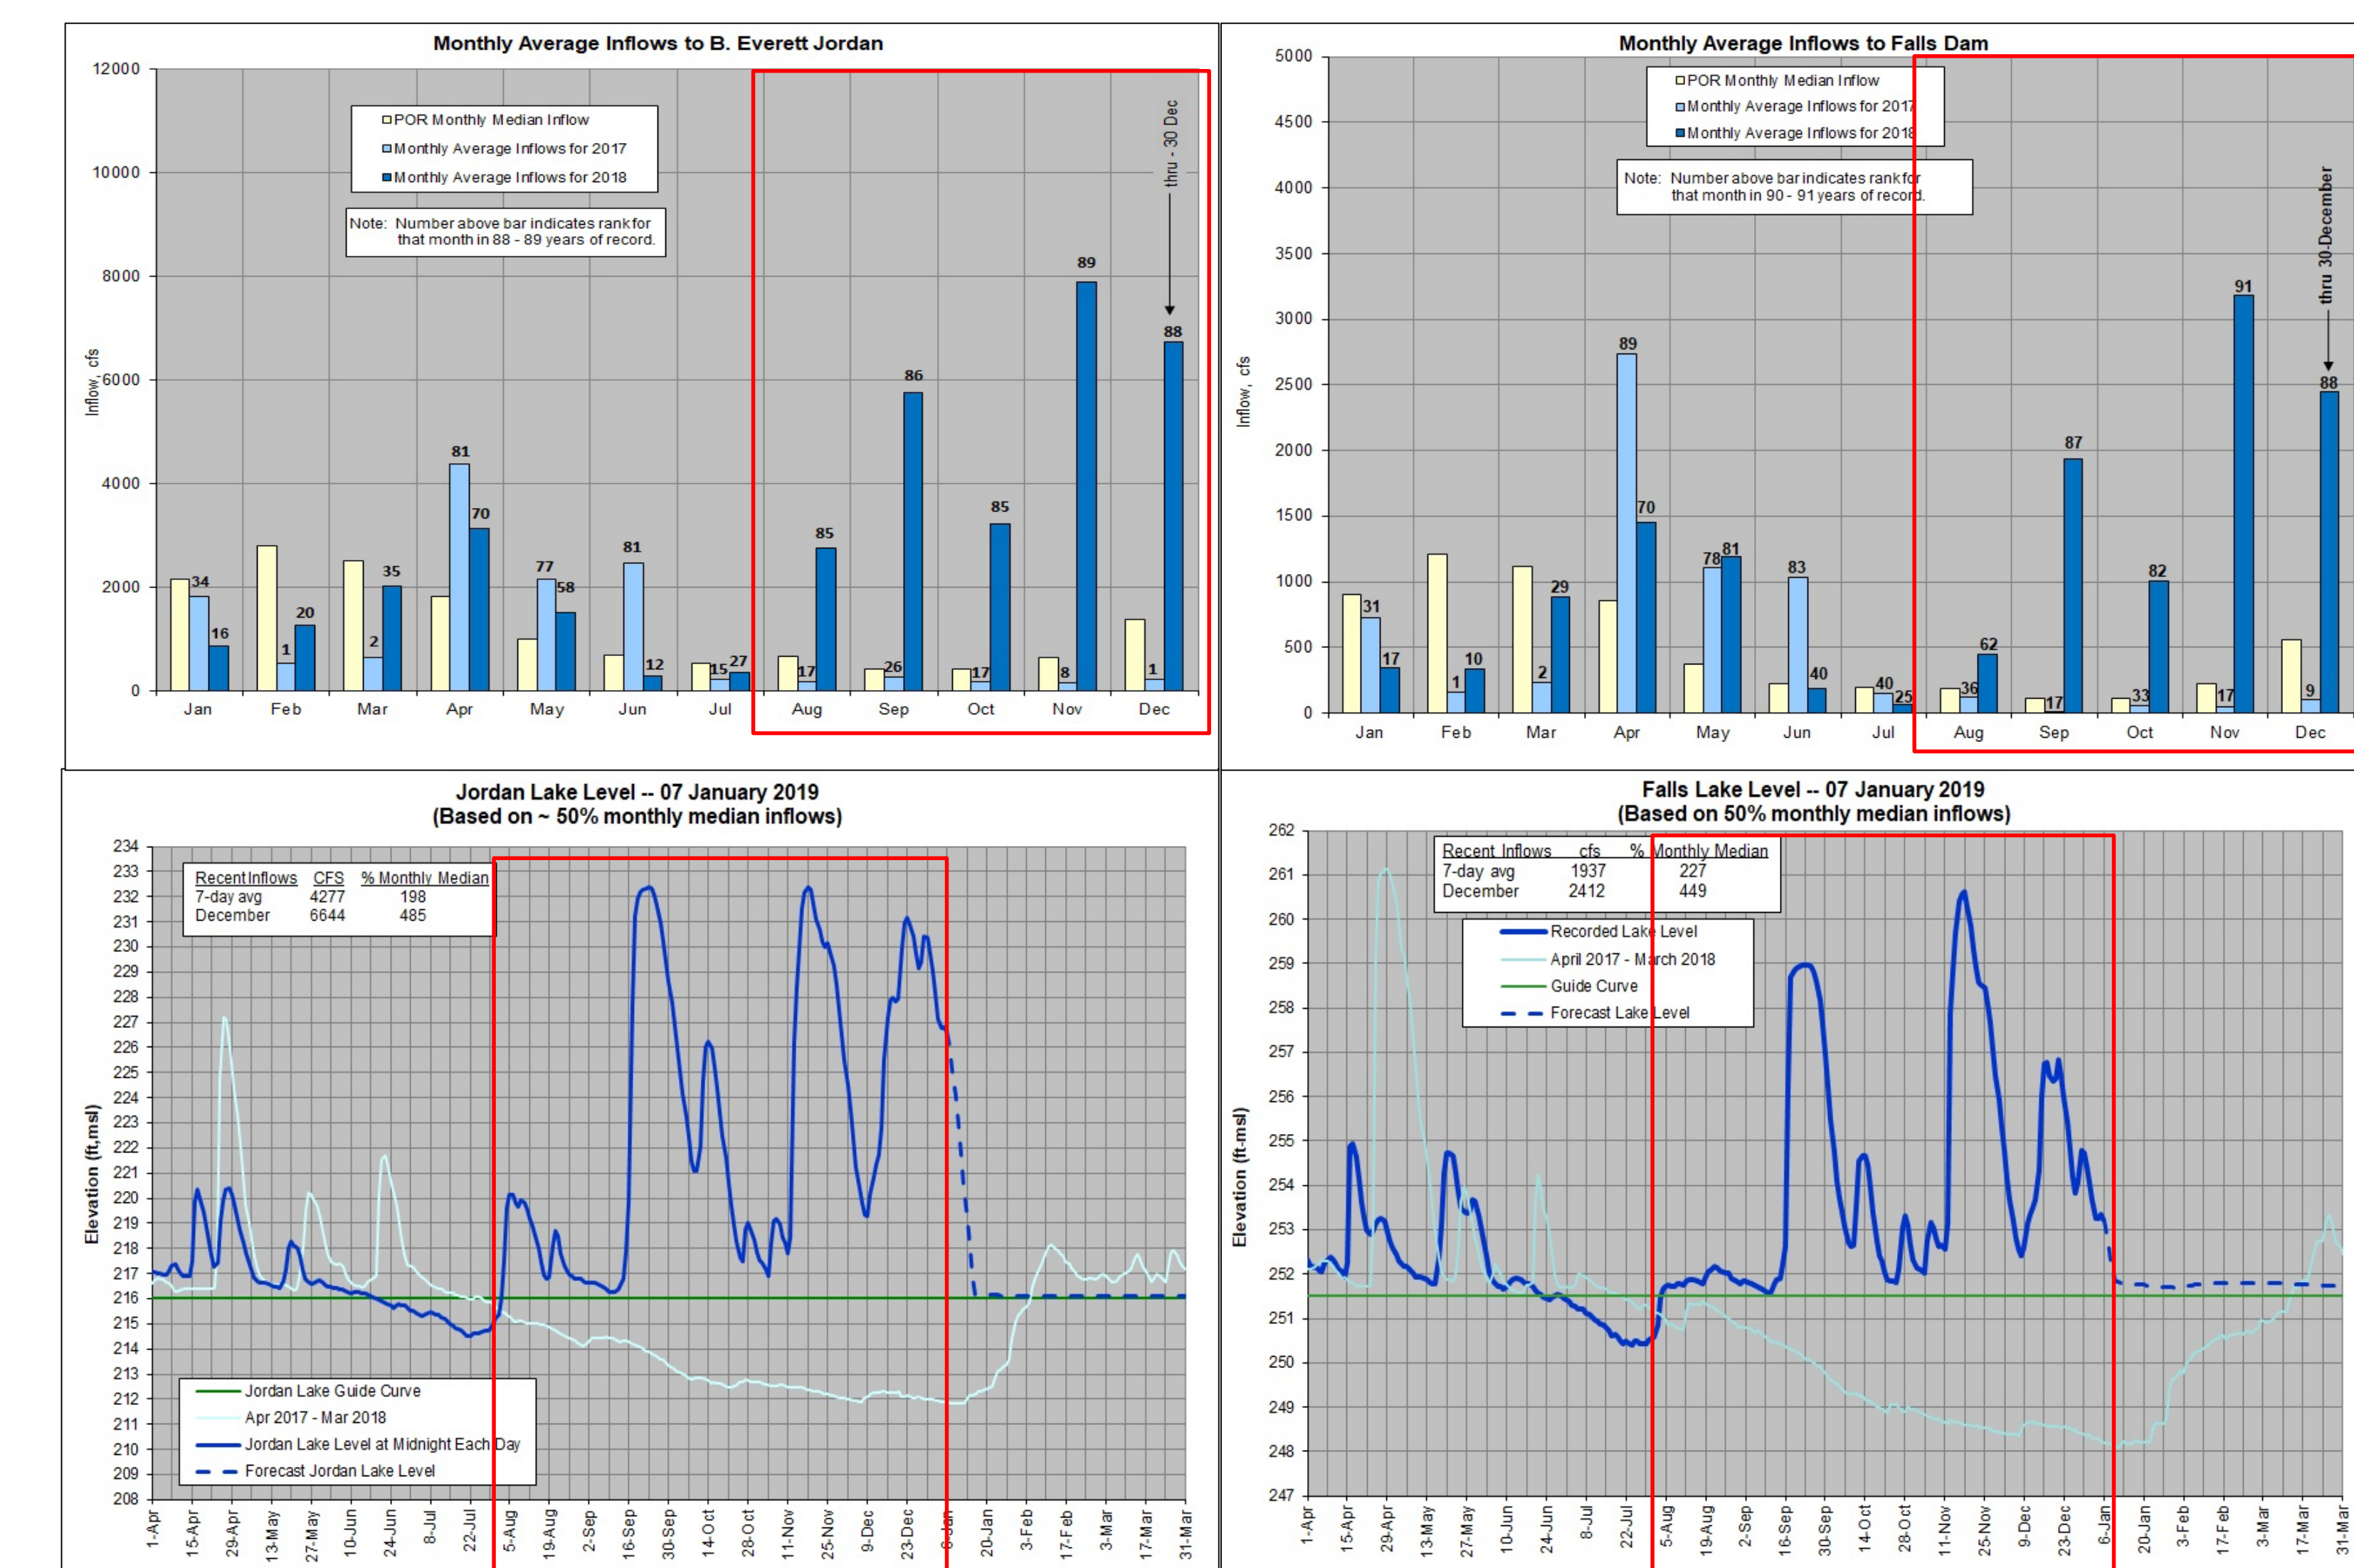 Monthly Average Inflows to B. Everett Jordan
12000
10000
8000
6000
4000
2000
0
Inflow, cfs
POR Monthly Median Inflow
Monthly Average Inflows for 2017
Monthly Average Inflows for 2018
Note: Number above bar indicates rank for
that month in 88 - 89 years of record.
thru - 30 Dec
34
16
1
20
2
35
81
70
77
58
81
12
15
27
17
85
26
86
17
85
8
89
1
88
Jan Feb Mar Apr May Jun Jul Aug Sep Oct Nov Dec
Monthly Average Inflows to Falls Dam
5000
4500
4000
3500
3000
2500
2000
1500
1000
500
0
Inflow, cfs
POR Monthly Median Inflow
Monthly Average Inflows for 2017
Monthly Average Inflows for 2018
Note: Number above bar indicates rank for
that month in 90 - 91 years of record.
thru 30-December
31
17
1
10
2
29
89
70
78
81
83
40
40
25
36
62
17
87
33
82
17
91
9
88
Jan Feb Mar Apr May Jun Jul Aug Sep Oct Nov Dec
Jordan Lake Level -- 07 January 2019
(Based on ~ 50% monthly median inflows)
234
233
232
231
230
229
228
227
226
225
224
223
222
221
220
219
218
217
216
215
214
213
212
211
210
209
208
Elevation (ft,msl)
Recent Inflows CFS % Monthly Median
7-day avg 4277 198
December 6644 485
Jordan Lake Guide Curve
Apr 2017 - Mar 2018
Jordan Lake Level at Midnight Each Day
Forecast Jordan Lake Level
1-Apr 15-Apr 29-Apr 13-May 27-May 10-Jun 24-Jun 8-Jul 22-Jul 5-Aug 19-Aug 2-Sep 16-Sep 30-Sep 14-Oct 28-Oct 11-Nov 25-Nov 9-Dec 23-Dec 6-Jan 20-Jan 3-Feb 17-Feb 3-Mar 17-Mar 31-Mar
Falls Lake Level -- 07 January 2019
(Based on 50% monthly median inflows)
262
261
260
259
258
257
256
255
254
253
252
251
250
249
248
247
Elevation (ft-msl)
Recent Inflows cfs % Monthly Median
7-day avg 1937 227
December 2412 449
Recorded Lake Level
April 2017 - March 2018
Guide Curve
Forecast Lake Level
1-Apr 15-Apr 29-Apr 13-May 27-May 10-Jun 24-Jun 8-Jul 22-Jul 5-Aug 19-Aug 2-Sep 16-Sep 30-Sep 14-Oct 28-Oct 11-Nov 25-Nov 9-Dec 23-Dec 6-Jan 20-Jan 3-Feb 17-Feb 3-Mar 17-Mar 31-Mar